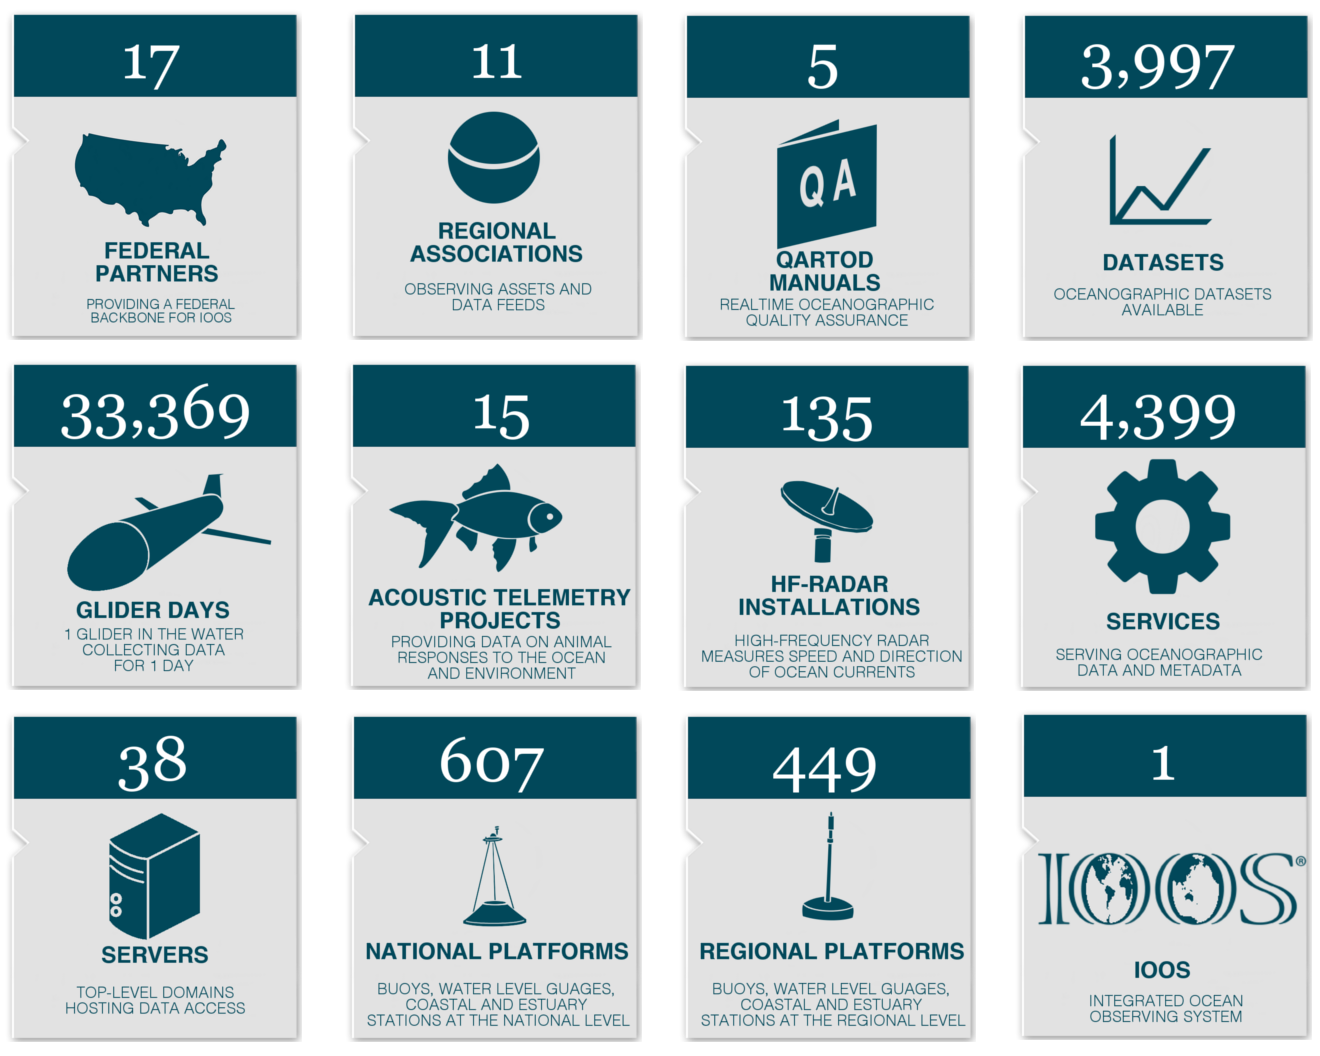 17
FEDERAL
PARTNERS
PROVIDING A FEDERAL
BACKBONE FOR IOOS
11
REGIONAL
ASSOCIATIONS
OBSERVING ASSETS AND
DATA FEEDS
5
QA
QARTOD
MANUALS
REALTIME OCEANOGRAPHIC
QUALITY ASSURANCE
3,997
DATASETS
OCEANOGRAPHIC DATASETS
AVAILABLE
33,369
GLIDER DAYS
1 GLIDER IN THE WATER
COLLECTING DATA
FOR 1 DAY
15
ACOUSTIC TELEMETRY
PROJECTS
PROVIDING DATA ON ANIMAL
RESPONSES TO THE OCEAN
AND ENVIRONMENT
135
HF-RADAR
INSTALLATIONS
HIGH-FREQUENCY RADAR
MEASURES SPEED AND DIRECTION
OF OCEAN CURRENTS
4,399
SERVICES
SERVING OCEANOGRAPHIC
DATA AND METADATA
38
SERVERS
TOP-LEVEL DOMAINS
HOSTING DATA ACCESS
607
NATIONAL PLATFORMS
BUOYS, WATER LEVEL GUAGES,
COASTAL AND ESTUARY
STATIONS AT THE NATIONAL LEVEL
449
REGIONAL PLATFORMS
BUOYS, WATER LEVEL GUAGES,
COASTAL AND ESTUARY
STATIONS AT THE REGIONAL LEVEL
1
IOOS®
IOOS
INTEGRATED OCEAN
OBSERVING SYSTEM